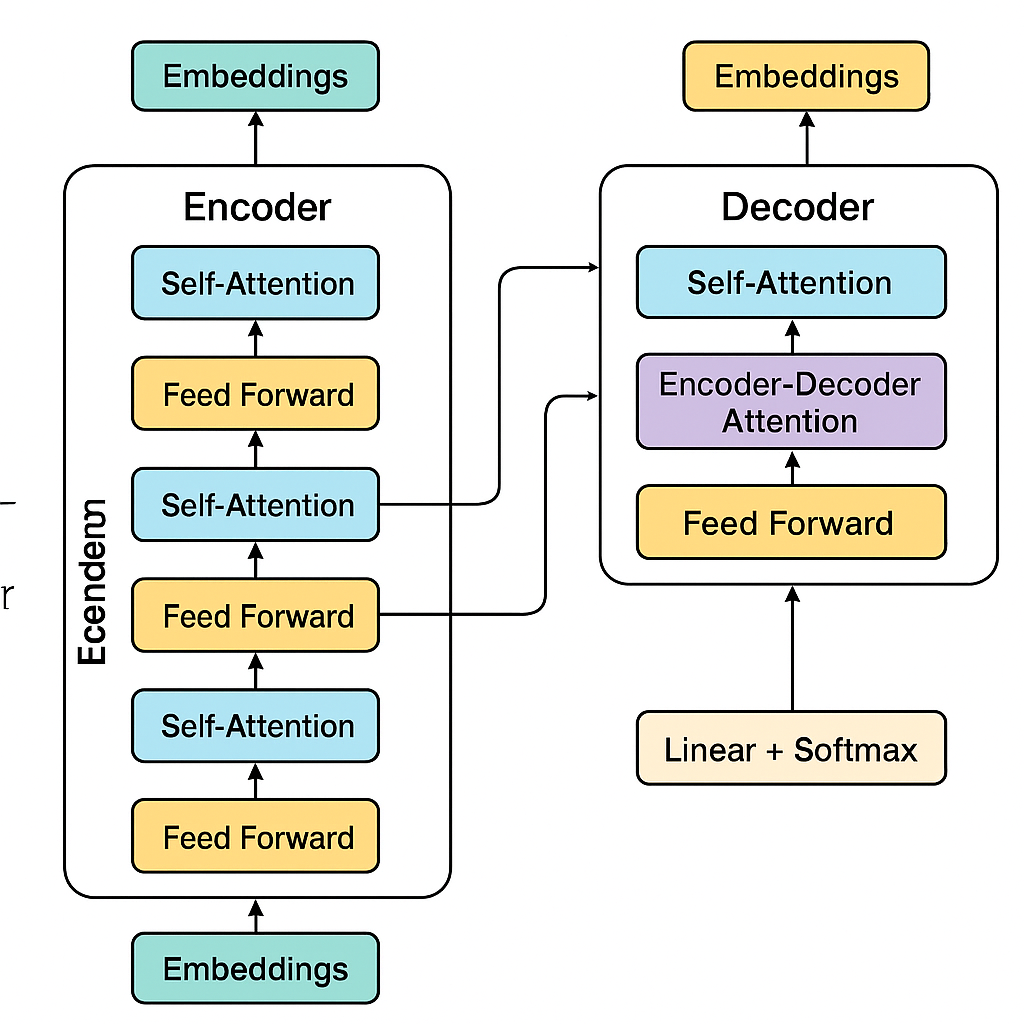 Embeddings
Encoder
Self-Attention
Feed Forward
Self-Attention
Feed Forward
Self-Attention
Feed Forward
Embeddings
r
Embeddings
Decoder
Self-Attention
Encoder-Decoder
Attention
Feed Forward
Linear + Softmax